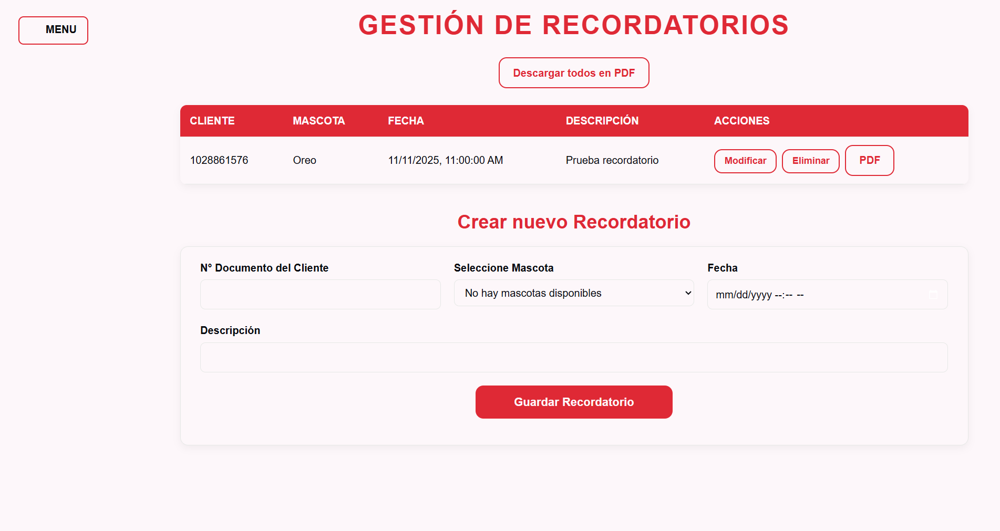 MENU
GESTIÓN DE RECORDATORIOS
Descargar todos en PDF
CLIENTE MASCOTA FECHA DESCRIPCIÓN ACCIONES
1028861576 Oreo 11/11/2025, 11:00:00 AM Prueba recordatorio Modificar Eliminar PDF
Crear nuevo Recordatorio
N° Documento del Cliente Seleccione Mascota Fecha
No hay mascotas disponibles mm/dd/yyyy --:-- --
Descripción
Guardar Recordatorio